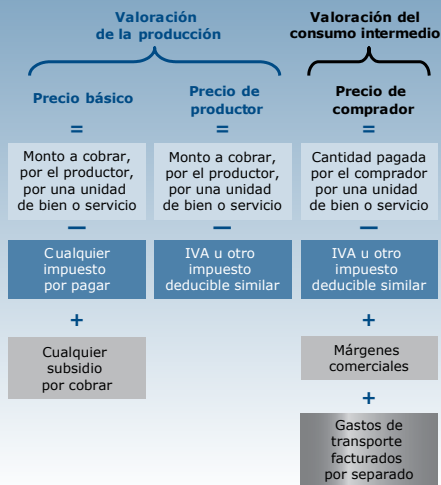 Valoración
de la producción
Valoración del
consumo intermedio
Precio básico
=
Monto a cobrar,
por el productor,
por una unidad
de bien o servicio
—
Cualquier
impuesto
por pagar
+
Cualquier
subsidio
por cobrar
Precio de
productor
=
Monto a cobrar,
por el productor,
por una unidad
de bien o servicio
—
IVA u otro
impuesto
deducible similar
Precio de
comprador
=
Cantidad pagada
por el comprador
por una unidad
de bien o servicio
—
IVA u otro
impuesto
deducible similar
+
Márgenes
comerciales
+
Gastos de
transporte
facturados
por separado